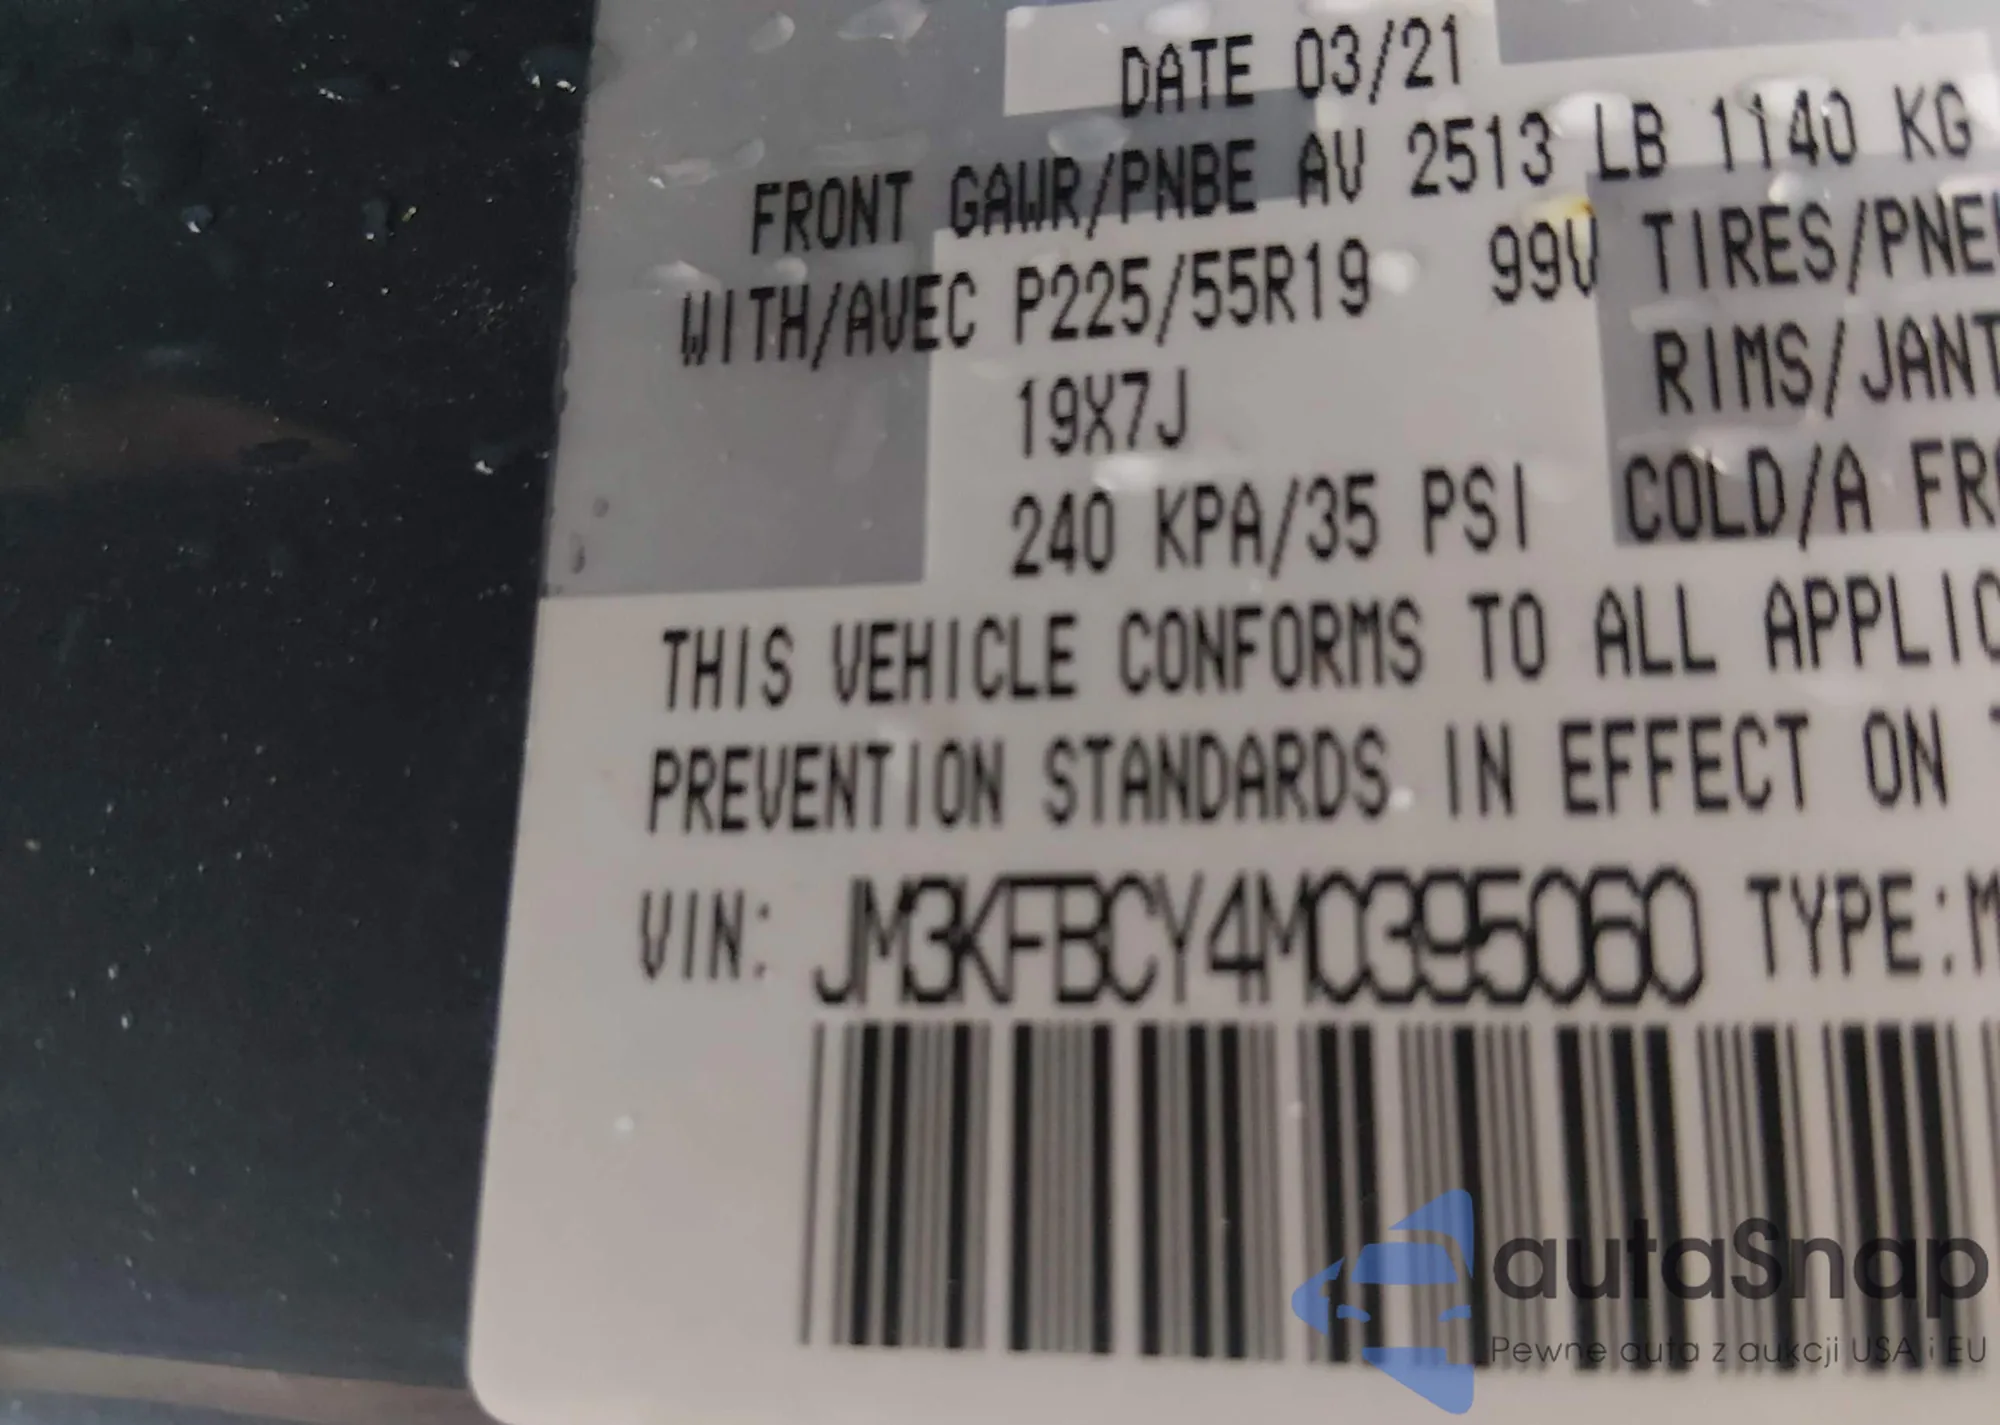 DATE 03/21
FRONT GAWR/PNBE AV 2513 LB 1140 KG
WITH/AVEC P225/55R19 99V TIRES/PNEU
19X7J RIMS/JANT
240 KPA/35 PSI COLD/A FRO
THIS VEHICLE CONFORMS TO ALL APPLIC
PREVENTION STANDARDS IN EFFECT ON T
VIN: JM3KFBCY4M0395060 TYPE:M
autaSnap
Pewne auta z aukcji USA i EU